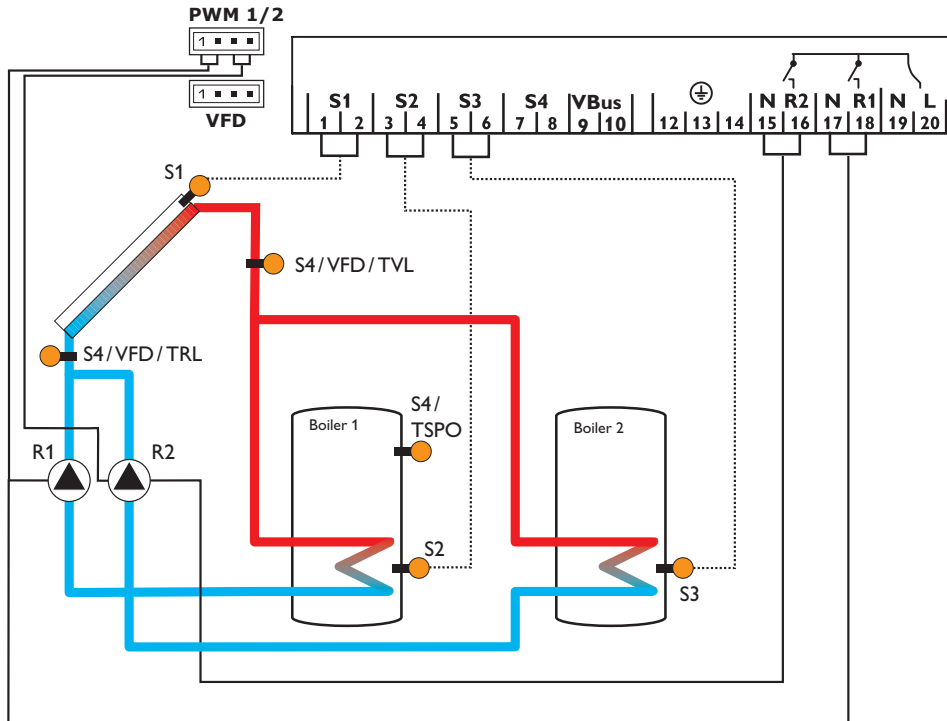 PWM 1/2
1
1
VFD
S1 S2 S3 S4 VBus N R2 N R1 N L
1 2 3 4 5 6 7 8 9 10 12 13 14 15 16 17 18 19 20
S1
S4 / VFD / TVL
S4 / VFD / TRL
Boiler 1
S4 /
TSPO
Boiler 2
R1
R2
S2
S3